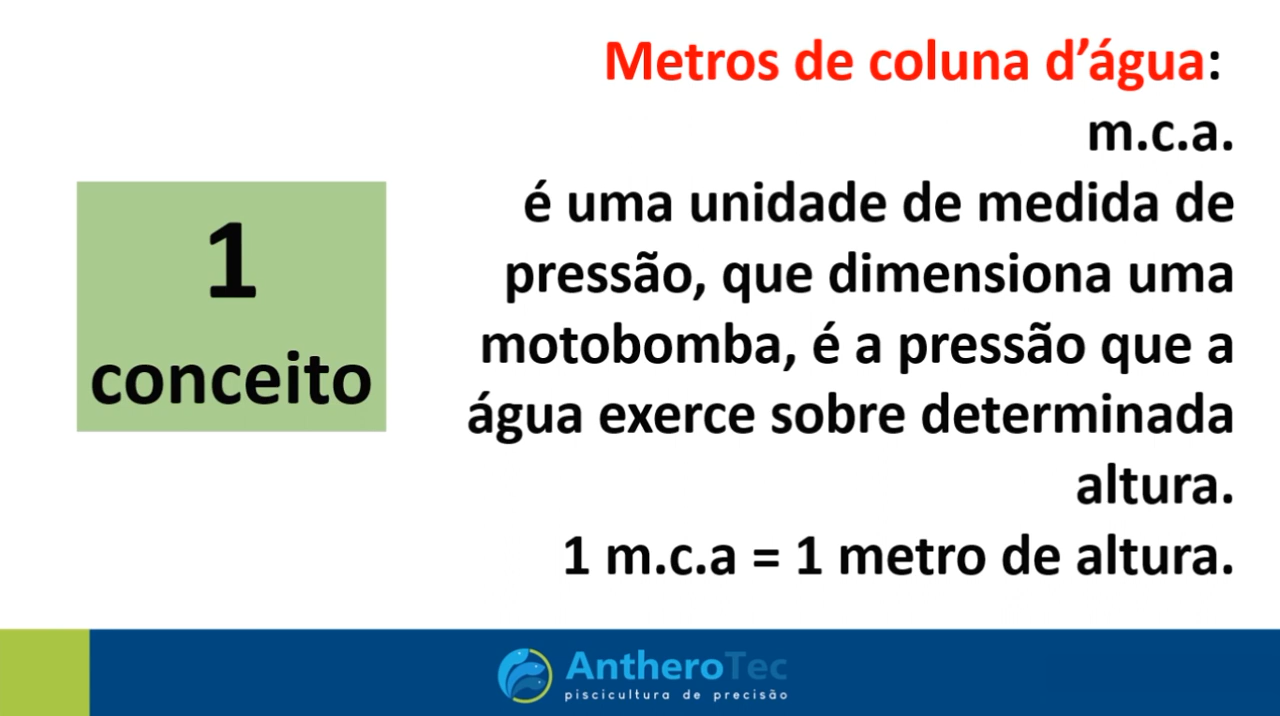 1
conceito
Metros de coluna d’água:
m.c.a.
é uma unidade de medida de
pressão, que dimensiona uma
motobomba, é a pressão que a
água exerce sobre determinada
altura.
1 m.c.a = 1 metro de altura.
AntheroTec
piscicultura de precisão